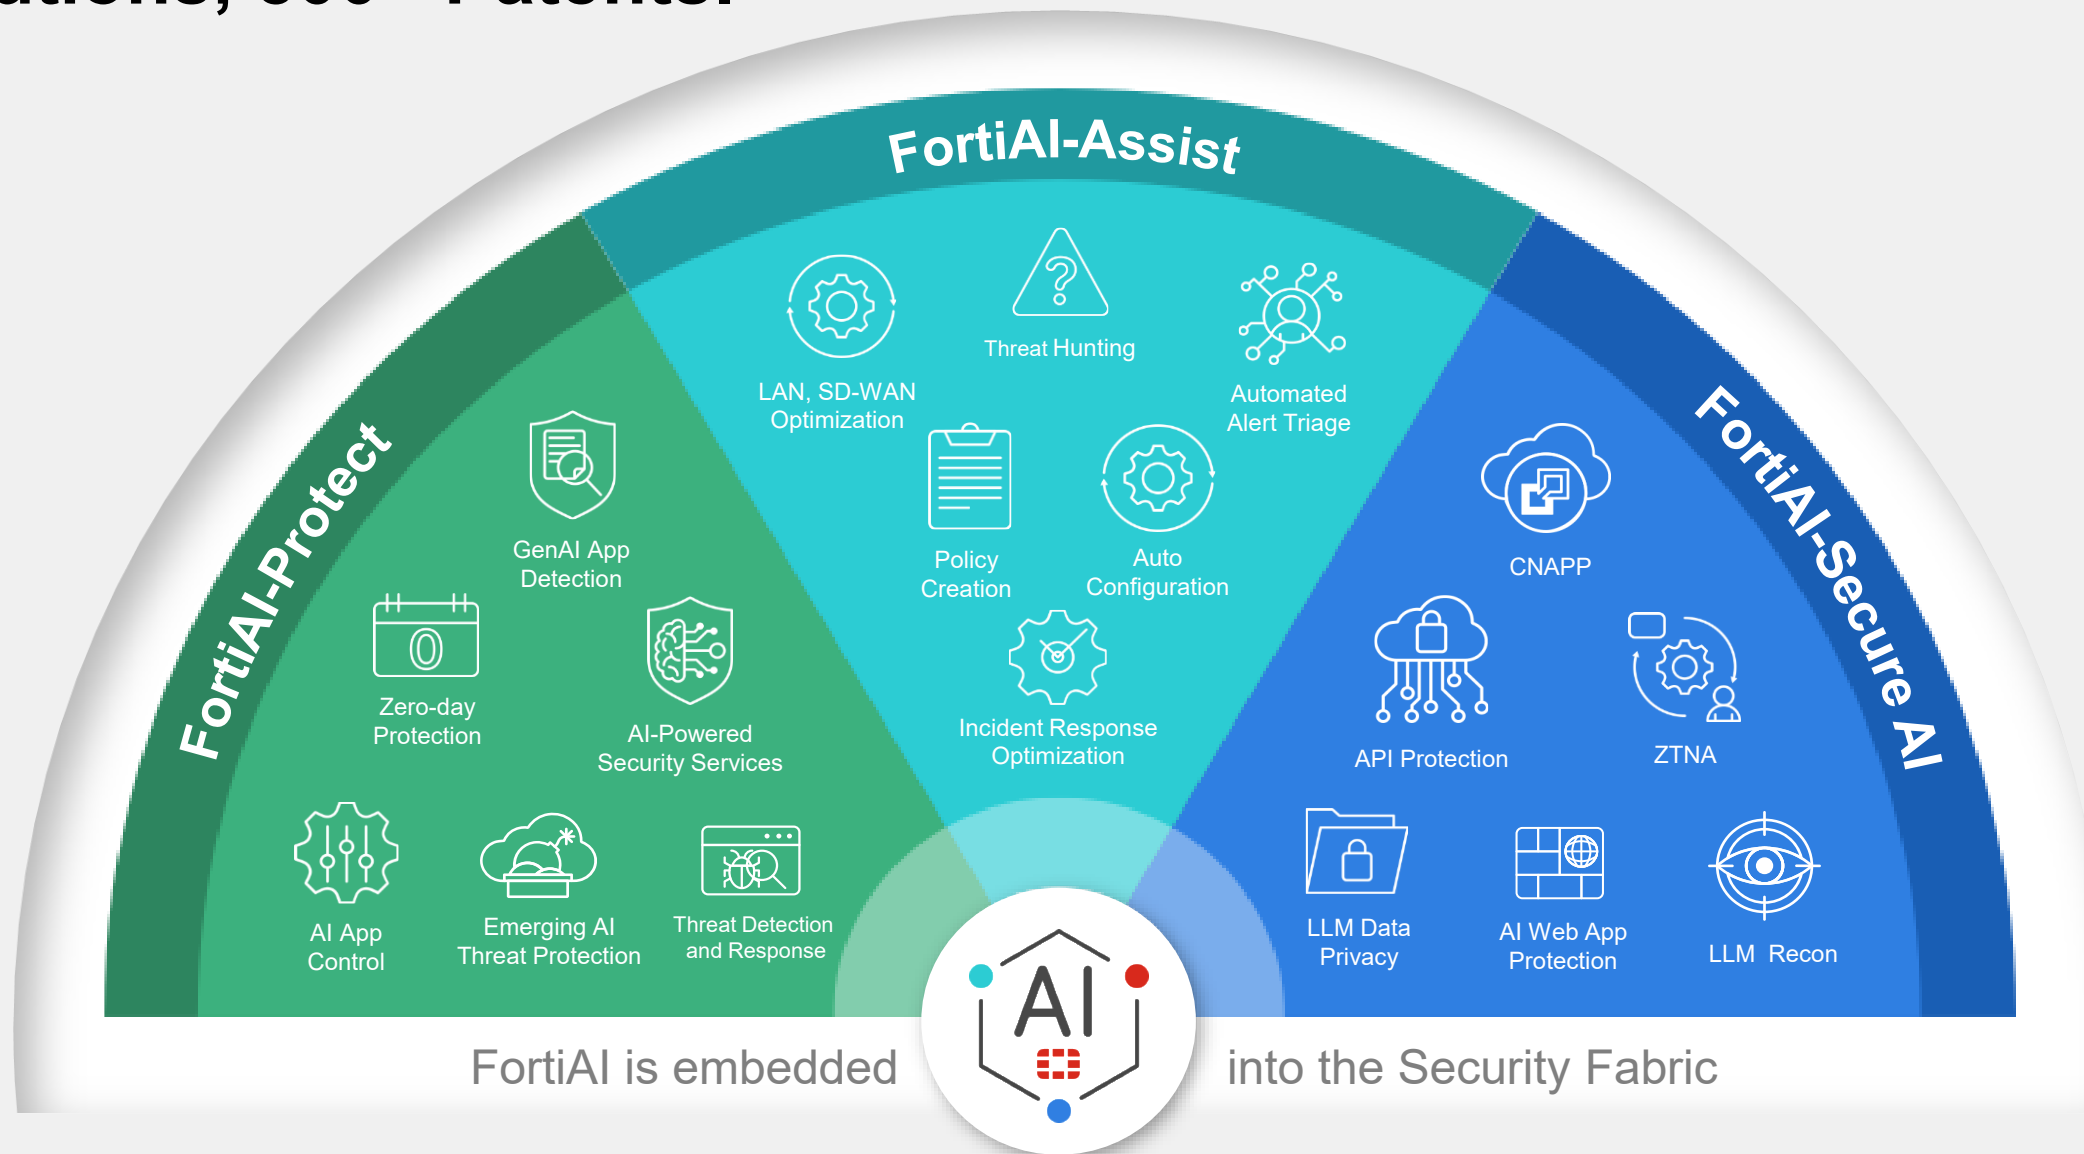 Patents.
FortiAI-Assist
FortiAI-Protect
FortiAI-Secure AI
LAN, SD-WAN
Optimization
Threat Hunting
Automated
Alert Triage
Policy
Creation
Auto
Configuration
Incident Response
Optimization
GenAI App
Detection
Zero-day
Protection
0
AI-Powered
Security Services
AI App
Control
Emerging AI
Threat Protection
Threat Detection
and Response
CNAPP
API Protection
ZTNA
LLM Data
Privacy
AI Web App
Protection
LLM Recon
AI
FortiAI is embedded
into the Security Fabric